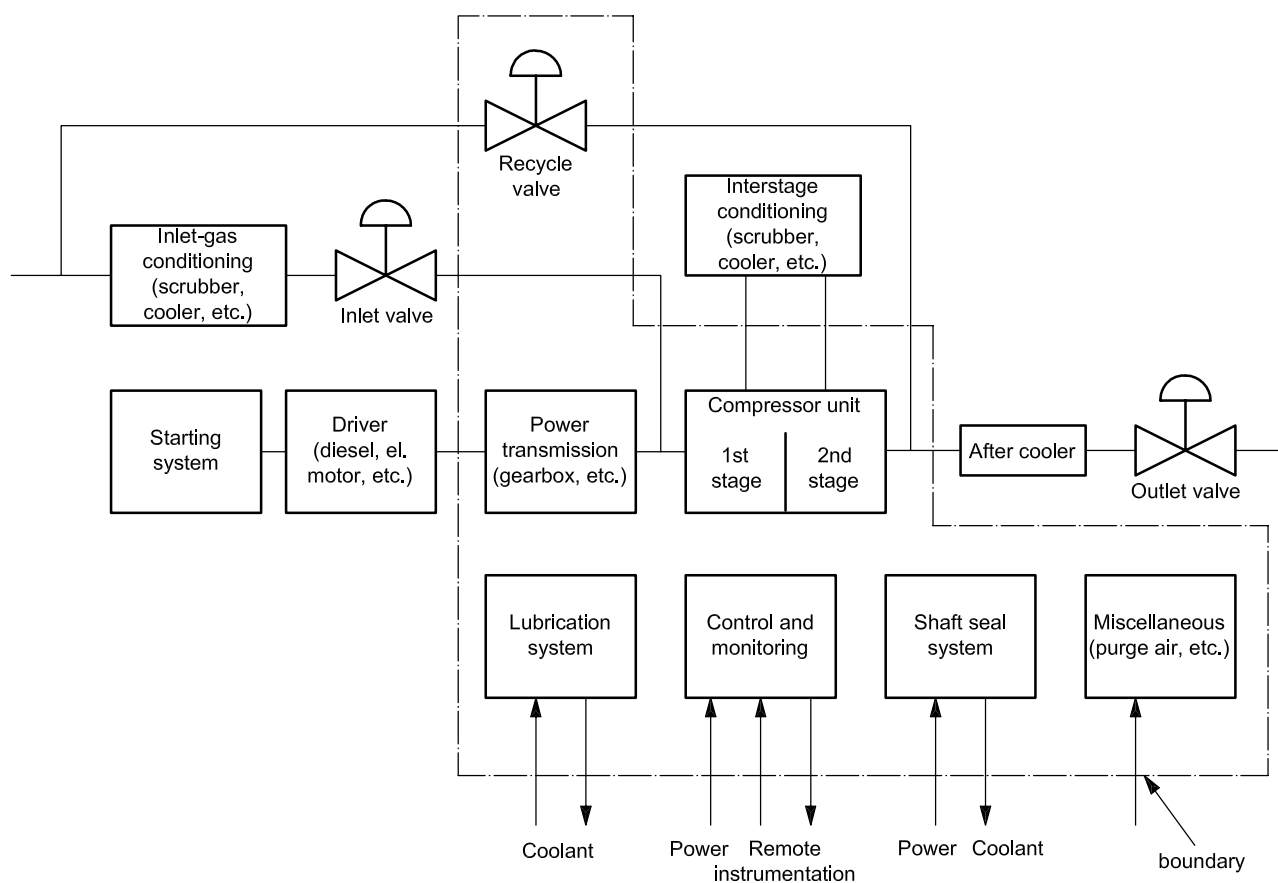 Recycle
valve
Interstage
conditioning
(scrubber,
cooler, etc.)
Inlet-gas
conditioning
(scrubber,
cooler, etc.)
Inlet valve
Starting
system
Driver
(diesel, el.
motor, etc.)
Power
transmission
(gearbox, etc.)
Compressor unit
1st
stage
2nd
stage
After cooler
Outlet valve
Lubrication
system
Control and
monitoring
Shaft seal
system
Miscellaneous
(purge air, etc.)
Coolant
Power
Remote
instrumentation
Power
Coolant
boundary